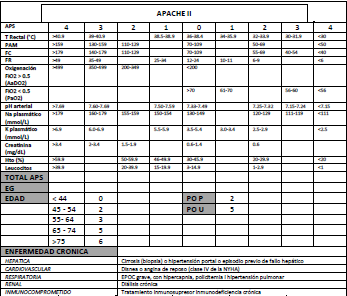 APACHE II
APS 4 3 2 1 0 1 2 3 4
T Rectal (°C) >40.9 39-40.9 38.5-38.9 36-38.4 34-35.9 32-33.9 30-31.9 <30
PAM >159 130-159 110-129 70-109 50-69 <50
FC >179 140-179 110-129 70-109 55-69 40-54 <40
FR >49 35-49 25-34 12-24 10-11 6-9 <6
Oxigenación >499 350-499 200-349 <200
FIO2 > 0.5
(AaDO2)
FIO2 < 0.5 >70 61-70 56-60 <56
(PaO2)
pH arterial >7.69 7.60-7.69 7.50-7.59 7.33-7.49 7.25-7.32 7.15-7.24 <7.15
Na plasmático >179 160-179 155-159 150-154 130-149 120-129 111-119 <111
(mmol/L)
K plasmático >6.9 6.0-6.9 5.5-5.9 3.5-5.4 3.0-3.4 2.5-2.9 <2.5
(mmol/L)
Creatinina >3.4 2-3.4 1.5-1.9 0.6-1.4 0.6
(mg/dL)
Hto (%) >59.9 50-59.9 46-49.9 30-45.9 20-29.9 <20
Leucocitos >39.9 20-39.9 15-19.9 3-14.9 1-2.9 <1
TOTAL APS
EG
EDAD < 44 0 PO P 2
45 - 54 2 PO U 5
55- 64 3
65 - 74 5
>75 6
ENFERMEDAD CRONICA
HEPATICA Cirrosis (biopsia) o hipertensión portal o episodio previo de fallo hepático
CARDIOVASCULAR Disnea o angina de reposo (clase IV de la NYHA)
RESPIRATORIA EPOC grave, con hipercapnia, policitemia i hipertensión pulmonar
RENAL Diálisis crónica
INMUNOCOMPROMETIDO Tratamiento inmunosupresor inmunodeficiencia crónica